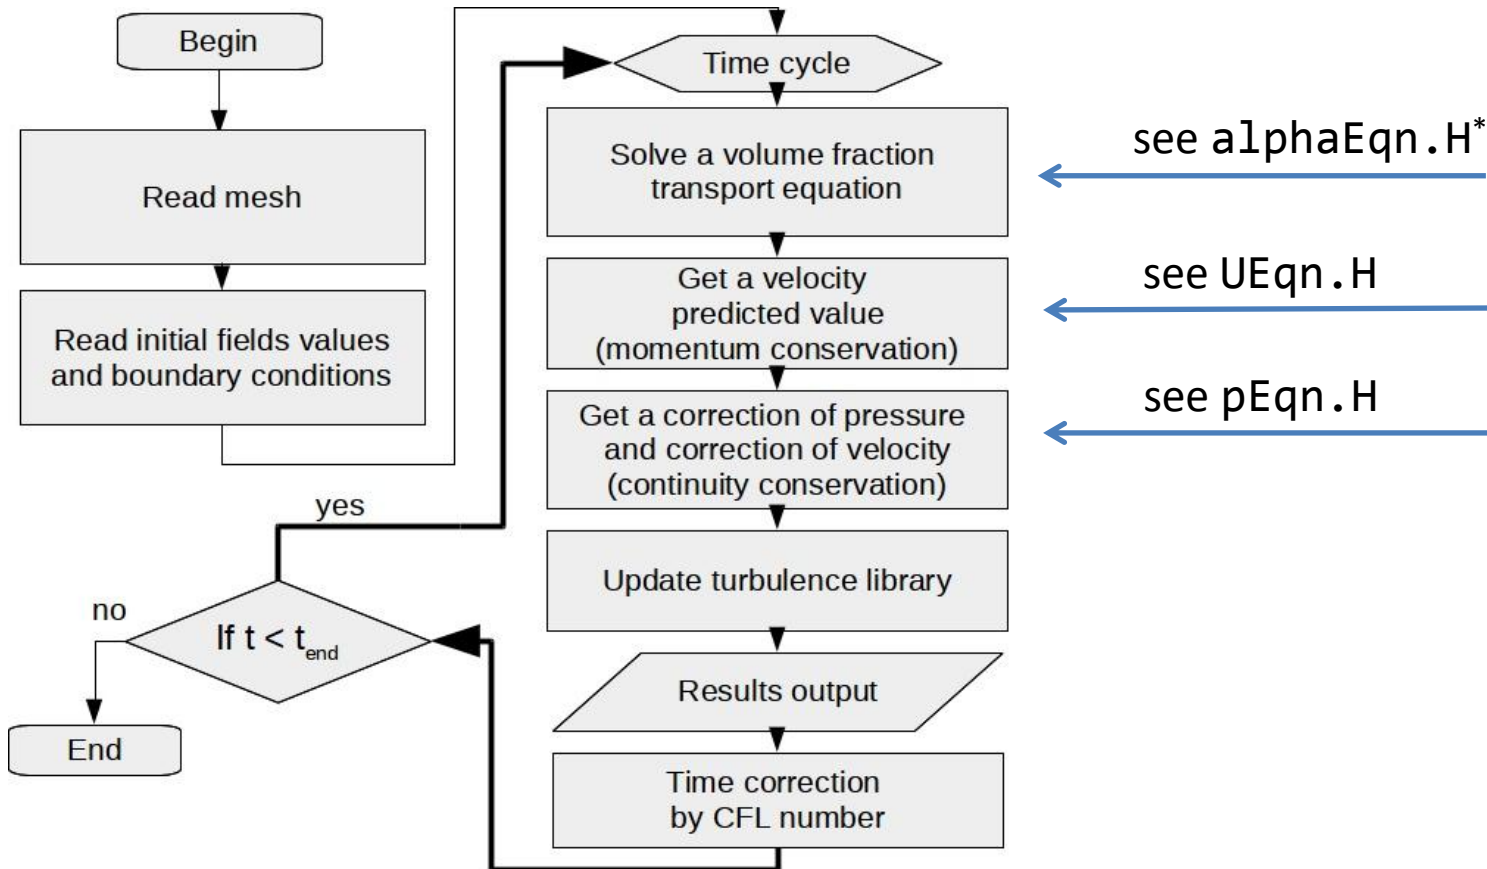 Begin
Read mesh
Read initial fields values
and boundary conditions
Time cycle
Solve a volume fraction
transport equation
see alphaEqn.H*
Get a velocity
predicted value
(momentum conservation)
see UEqn.H
Get a correction of pressure
and correction of velocity
(continuity conservation)
see pEqn.H
Update turbulence library
Results output
Time correction
by CFL number
yes
If t < tend
no
End